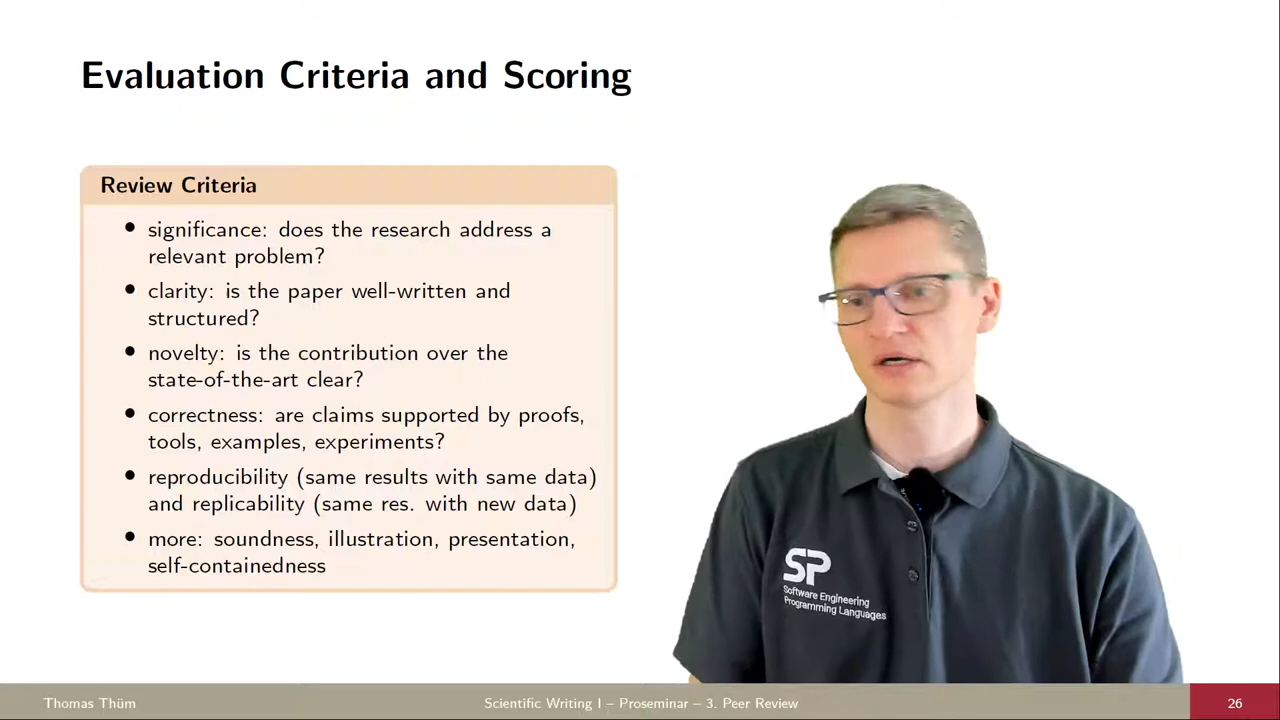 Evaluation Criteria and Scoring
Review Criteria
• significance: does the research address a
relevant problem?
• clarity: is the paper well-written and
structured?
• novelty: is the contribution over the
state-of-the-art clear?
• correctness: are claims supported by proofs,
tools, examples, experiments?
• reproducibility (same results with same data)
and replicability (same res. with new data)
• more: soundness, illustration, presentation,
self-containedness
SP
Software Engineering
Programming Languages
Thomas Thüm
Scientific Writing I – Proseminar – 3. Peer Review
26